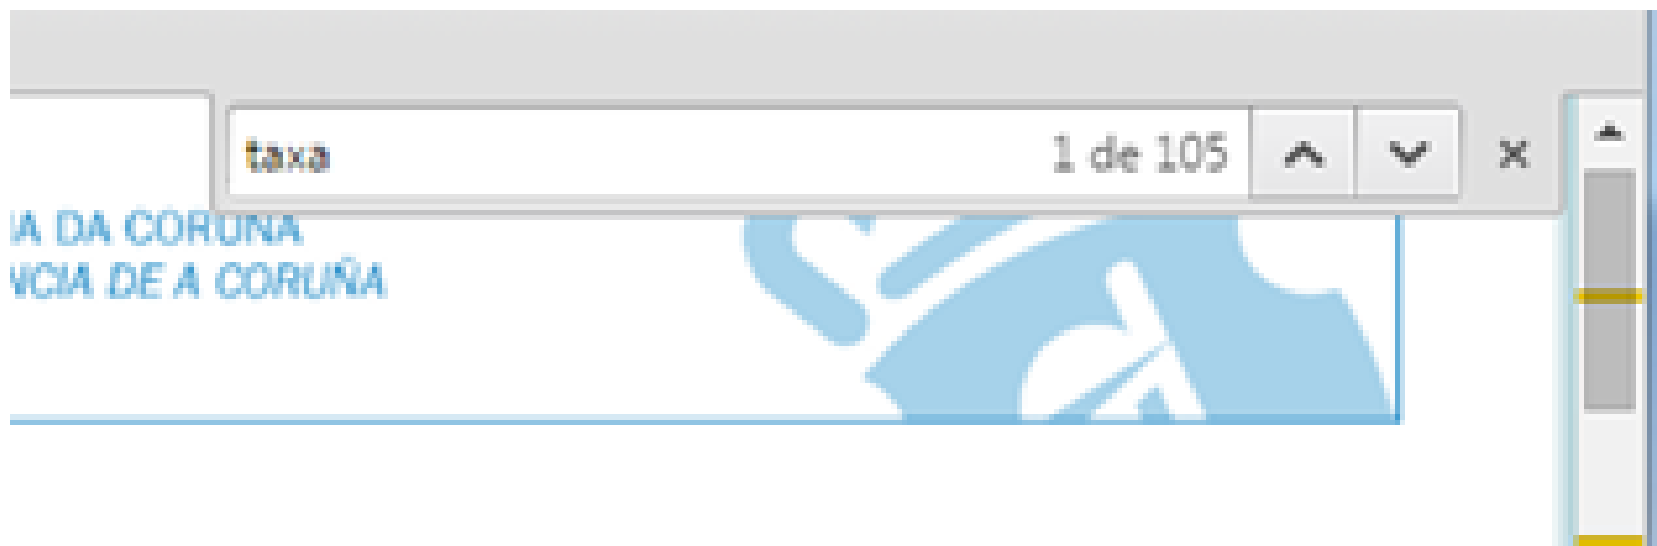 taxa 1 de 105
A DA CORUÑA
NCIA DE A CORUÑA